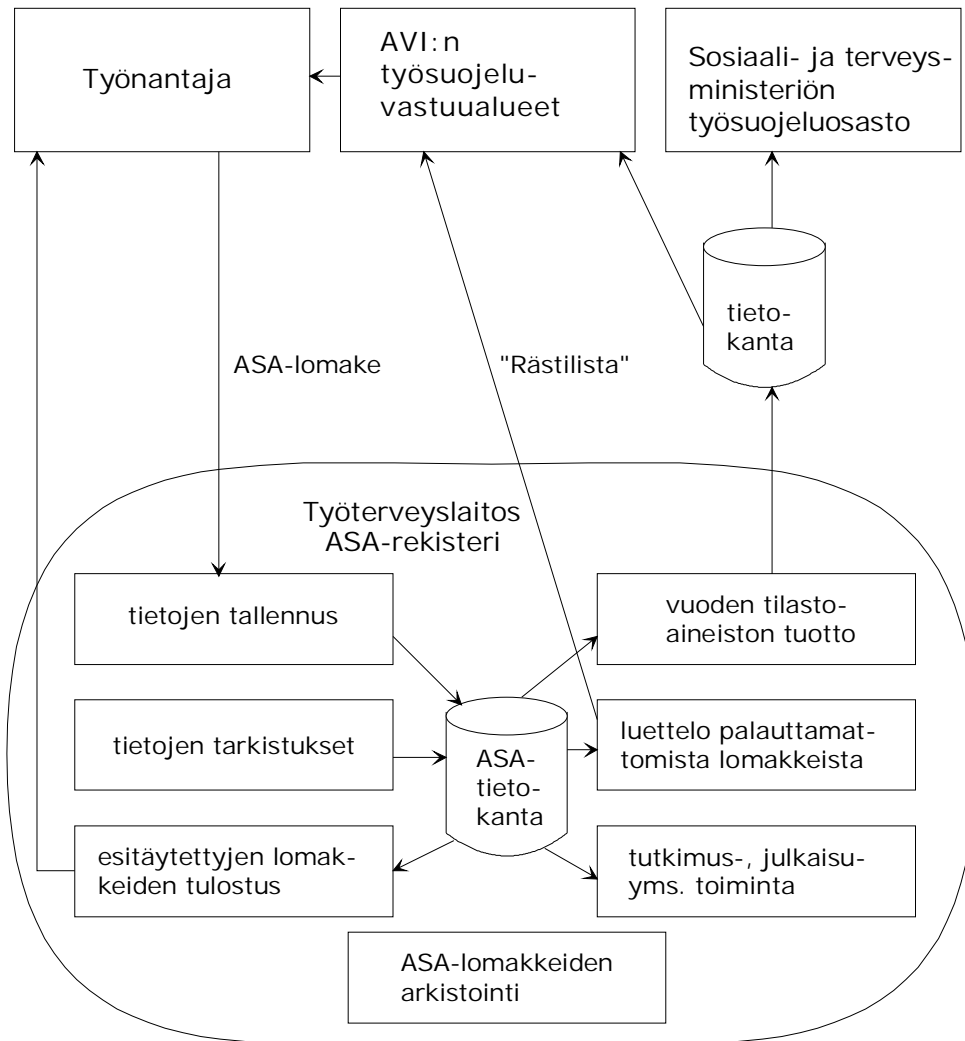 Työnantaja
AVI:n
työsuojelu-
vastuualueet
Sosiaali- ja terveys-
ministeriön
työsuojeluosasto
tieto-
kanta
ASA-lomake
"Rästilista"
Työterveyslaitos
ASA-rekisteri
tietojen tallennus
vuoden tilasto-
aineiston tuotto
tietojen tarkistukset
ASA-
tieto-
kanta
luettelo palauttamat-
tomista lomakkeista
esitäytettyjen lomak-
keiden tulostus
tutkimus-, julkaisu-
yms. toiminta
ASA-lomakkeiden
arkistointi